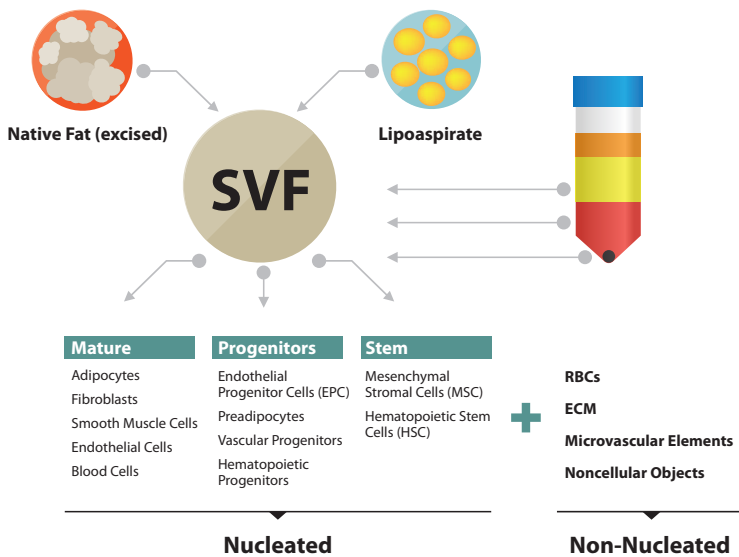 Native Fat (excised)
Lipoaspirate
SVF
Mature
Adipocytes
Fibroblasts
Smooth Muscle Cells
Endothelial Cells
Blood Cells
Progenitors
Endothelial
Progenitor Cells (EPC)
Preadipocytes
Vascular Progenitors
Hematopoietic
Progenitors
Stem
Mesenchymal
Stromal Cells (MSC)
Hematopoietic Stem
Cells (HSC)
+
RBCs
ECM
Microvascular Elements
Noncellular Objects
Nucleated
Non-Nucleated